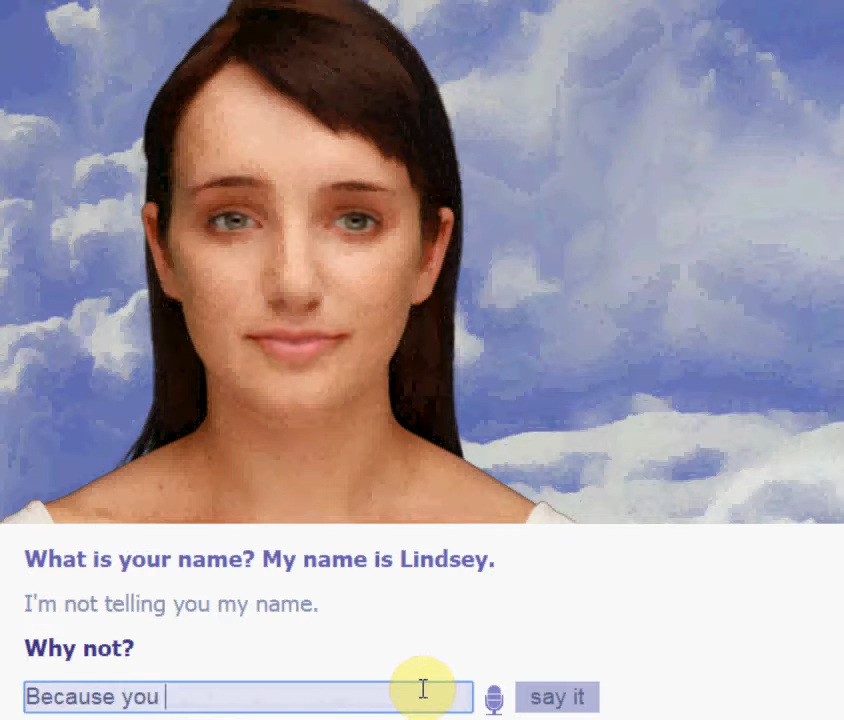 What is your name? My name is Lindsey.
I'm not telling you my name.
Why not?
Because you
say it